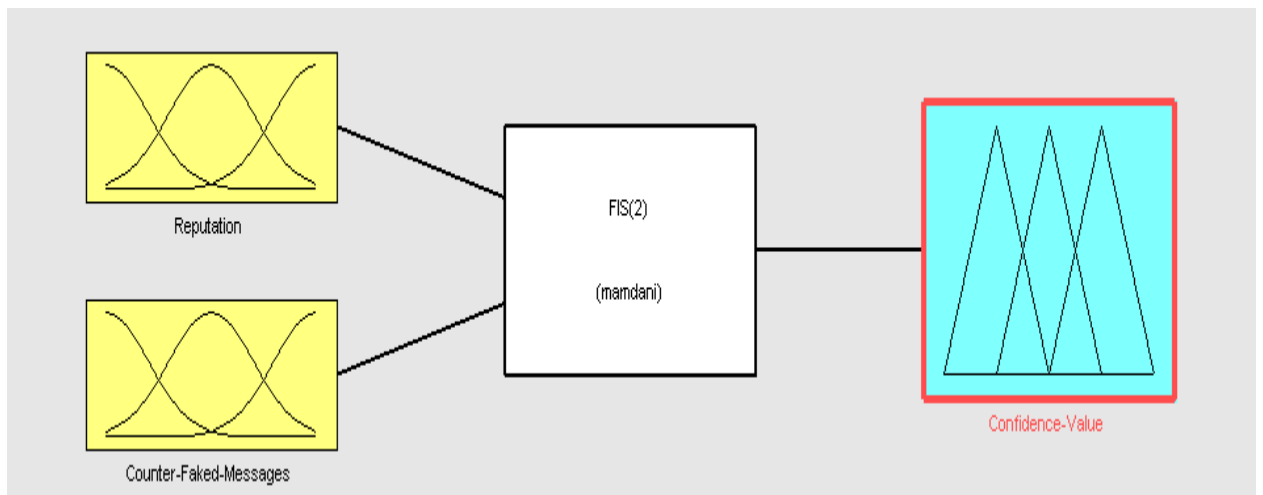 Reputation
Counter-Faked-Messages
FIS(2)
(mamdani)
Confidence-Value